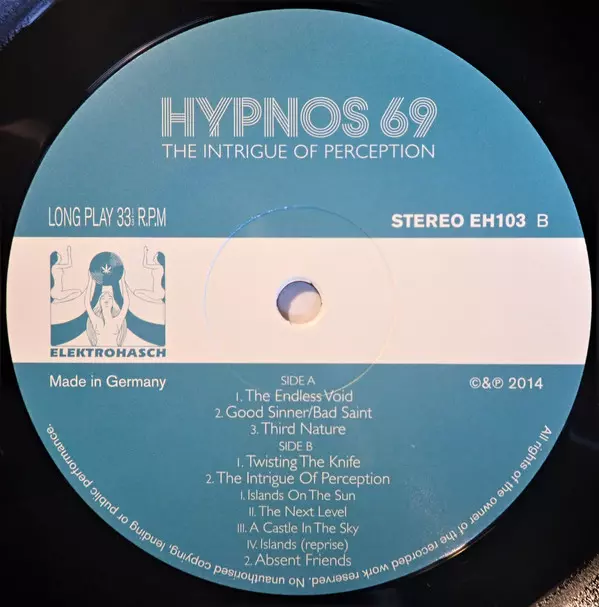 HYPNOS 69
THE INTRIGUE OF PERCEPTION
LONG PLAY 33 1/3 R.P.M
STEREO EH103 B
ELEKTROHASCH
Made in Germany
©&℗ 2014
SIDE A
1. The Endless Void
2. Good Sinner/Bad Saint
3. Third Nature
SIDE B
1. Twisting The Knife
2. The Intrigue Of Perception
I. Islands On The Sun
II. The Next Level
III. A Castle In The Sky
IV. Islands (reprise)
2. Absent Friends
All rights of the owner of the recorded work reserved. No unauthorised copying, lending or public performance.